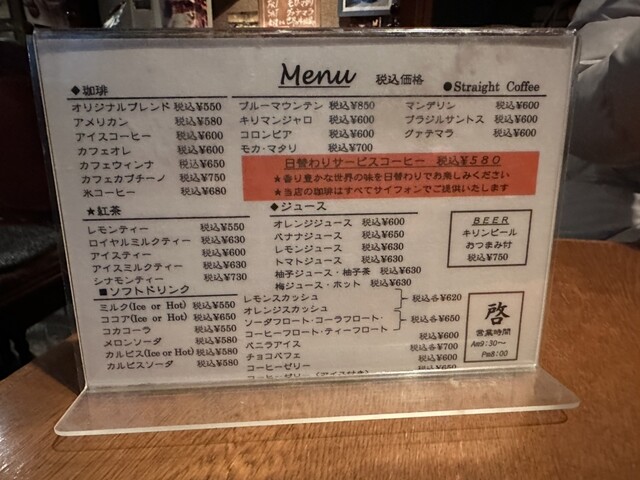 Menu 税込価格
◆珈琲
オリジナルブレンド 税込¥550
アメリカン 税込¥580
アイスコーヒー 税込¥600
カフェオレ 税込¥600
カフェウィンナ 税込¥650
カフェカプチーノ 税込¥750
氷コーヒー 税込¥680
●Straight Coffee
ブルーマウンテン 税込¥850 マンデリン 税込¥600
キリマンジャロ 税込¥600 ブラジルサントス 税込¥600
コロンビア 税込¥600 グァテマラ 税込¥600
モカ・マタリ 税込¥700
日替わりサービスコーヒー 税込¥580
★香り豊かな世界の味を日替わりでお楽しみください
★当店の珈琲はすべてサイフォンでご提供いたします
★紅茶
レモンティー 税込¥550
ロイヤルミルクティー 税込¥630
アイスティー 税込¥600
アイスミルクティー 税込¥630
シナモンティー 税込¥730
■ソフトドリンク
ミルク(Ice or Hot) 税込¥550
ココア(Ice or Hot) 税込¥650
コカコーラ 税込¥550
メロンソーダ 税込¥580
カルピス(Ice or Hot) 税込¥580
カルピスソーダ 税込¥580
◆ジュース
オレンジジュース 税込¥600
バナナジュース 税込¥650
レモンジュース 税込¥630
トマトジュース 税込¥630
柚子ジュース・柚子茶 税込¥630
梅ジュース・ホット 税込¥630
レモンスカッシュ
オレンジスカッシュ 税込各¥620
ソーダフロート・コーラフロート・
コーヒーフロート・ティーフロート 税込各¥650
バニラアイス 税込¥600
チョコパフェ 税込各¥700
コーヒーゼリー 税込¥600
コーヒーゼリー(アイス付き) 税込¥650
BEER
キリンビール
おつまみ付
税込¥750
啓
営業時間
AM9:30～
PM8:00